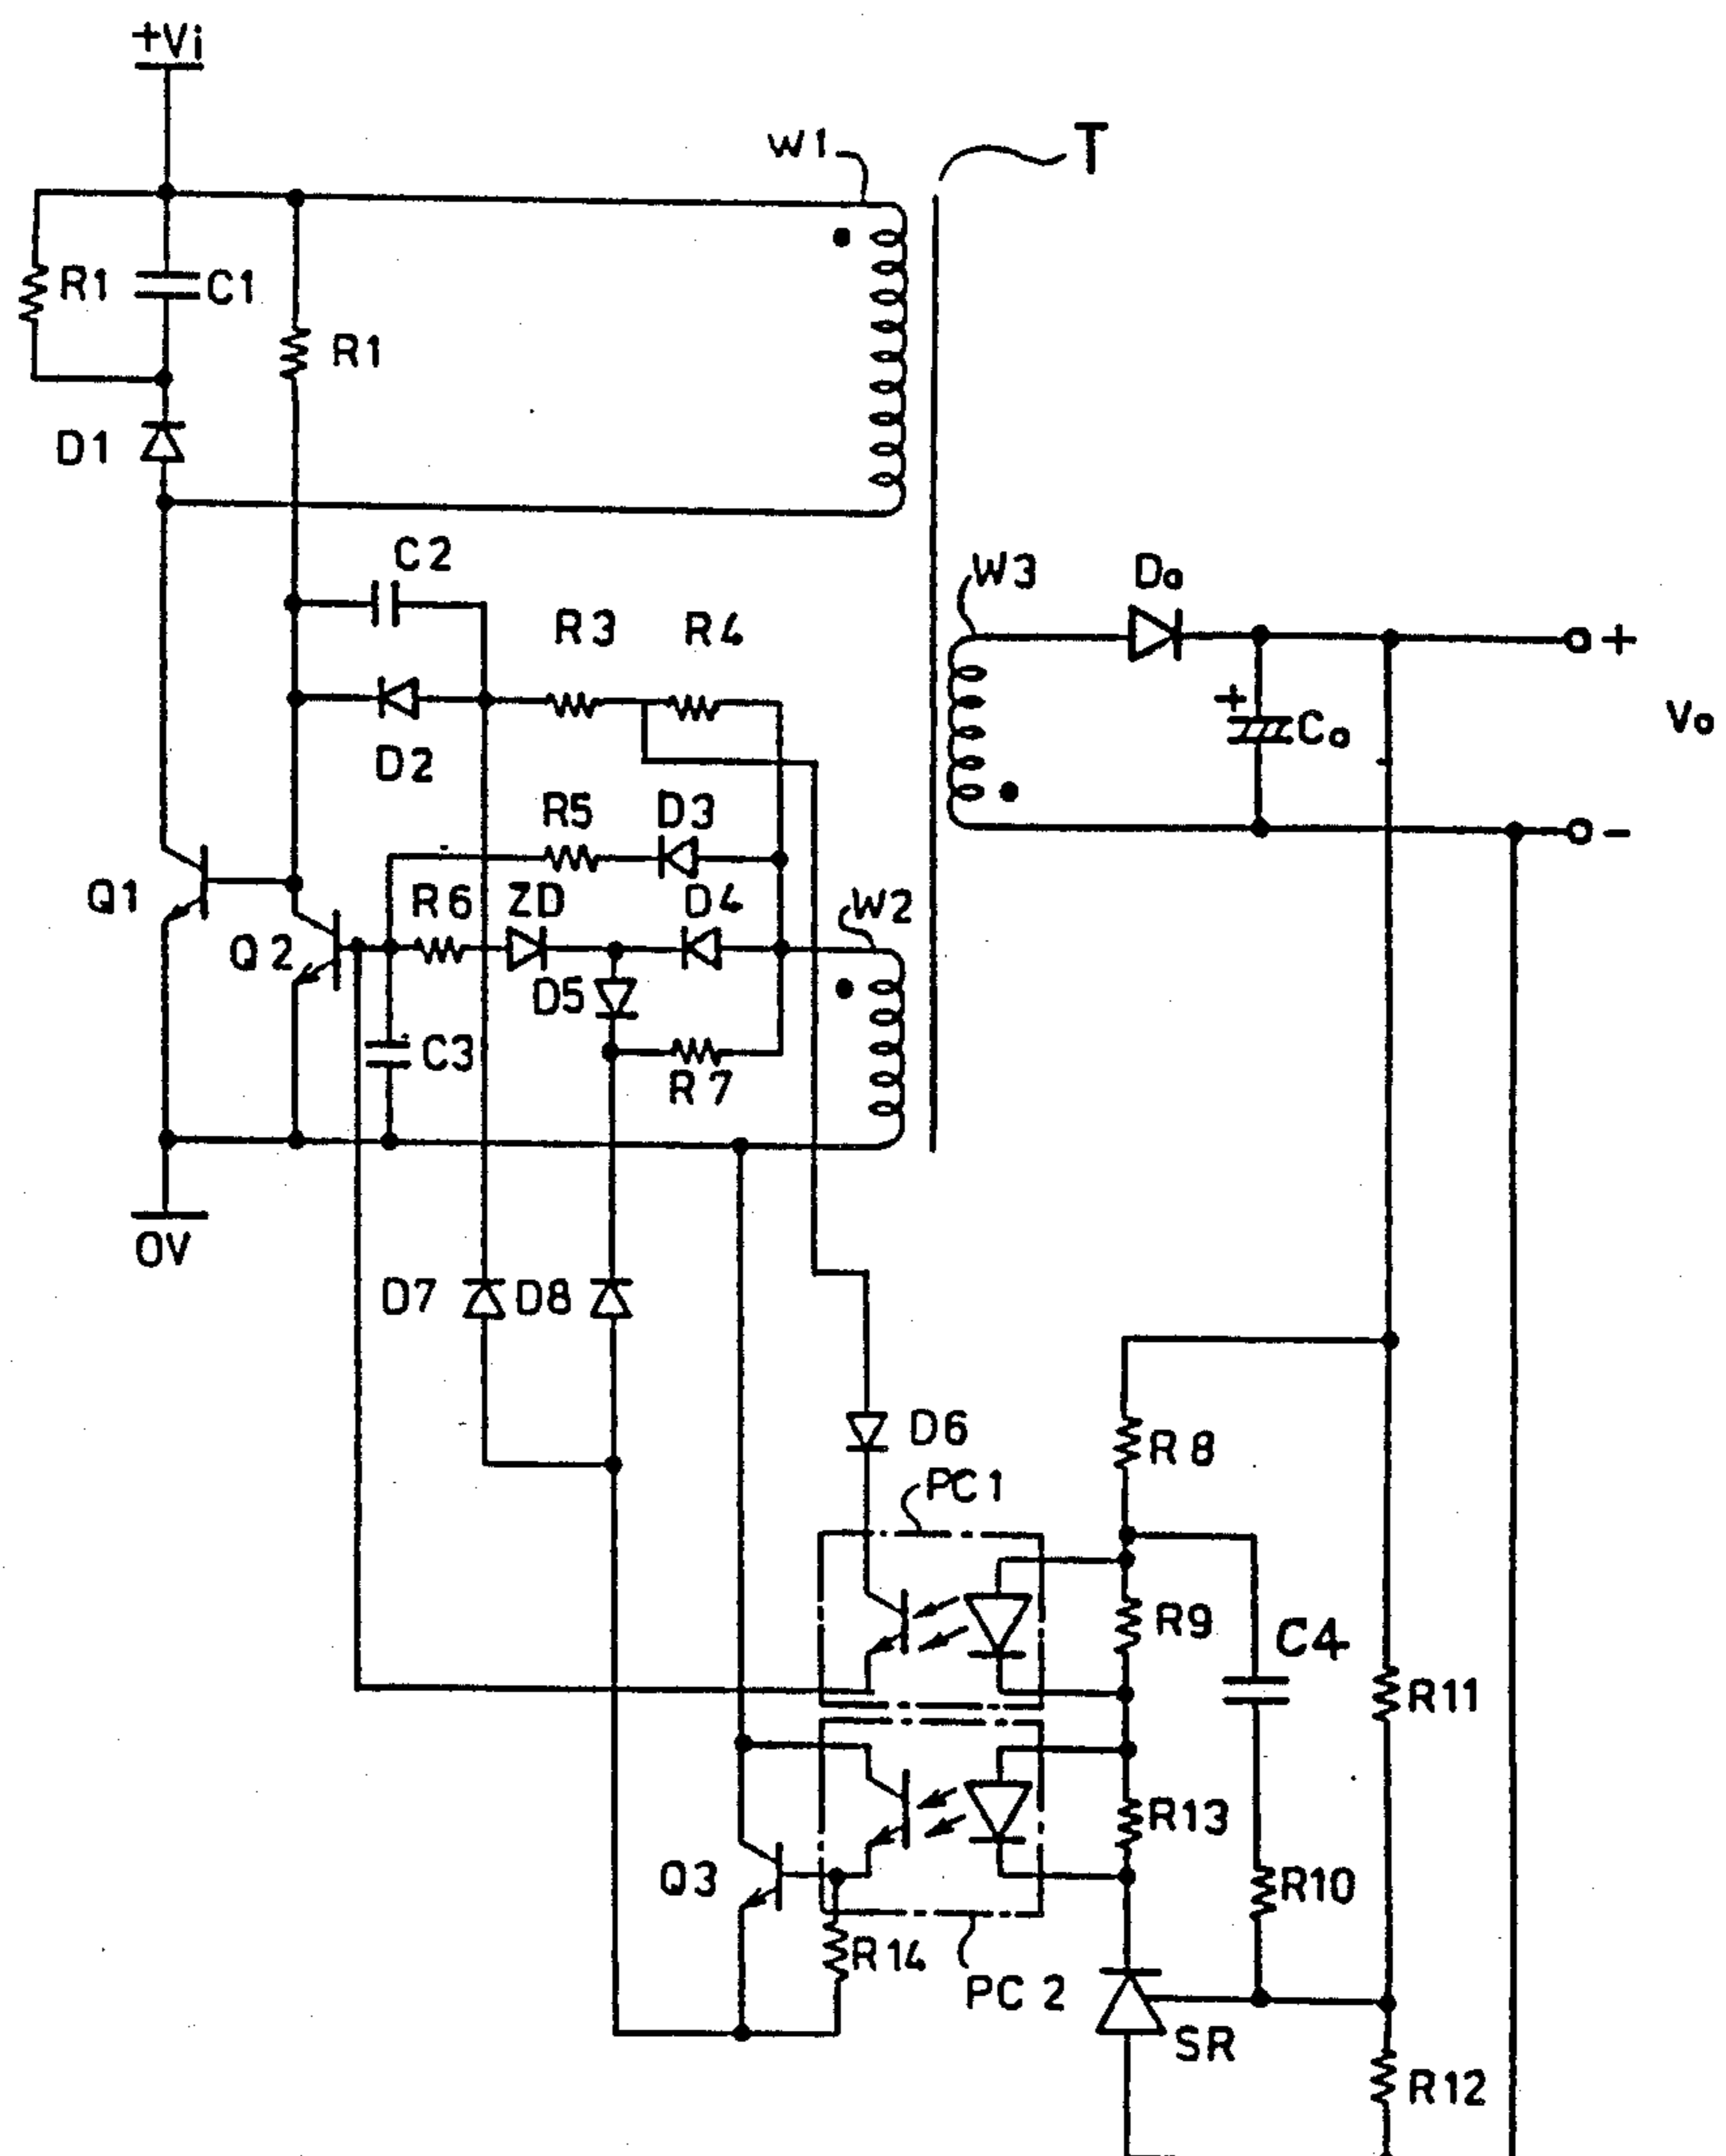 +Vi
W1
T
R1
C1
R1
D1
C2
R3
R4
W3
Do
+
+
Co
Vo
D2
R5
D3
-
Q1
R6
ZD
D4
W2
Q2
D5
C3
R7
0V
D7
D8
D6
R8
PC1
R9
C4
R11
R13
Q3
R10
R14
PC2
SR
R12